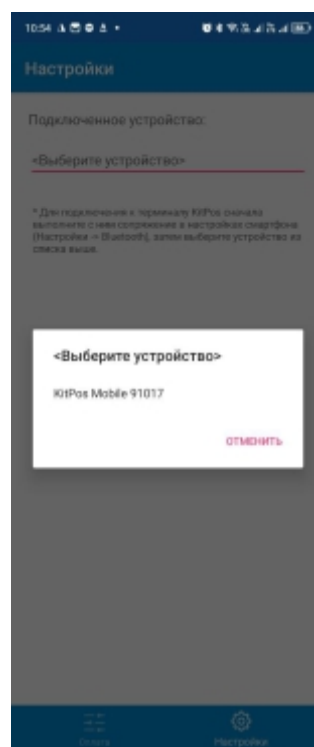 10:54
Настройки
Подключенное устройство:
<Выберите устройство>
* Для подключения к терминалу KitPos сначала
выполните с ним сопряжение в настройках смартфона
(Настройки -> Bluetooth), затем выберите устройство из
списка выше.
<Выберите устройство>
KitPos Mobile 91017
ОТМЕНИТЬ
Оплата
Настройки